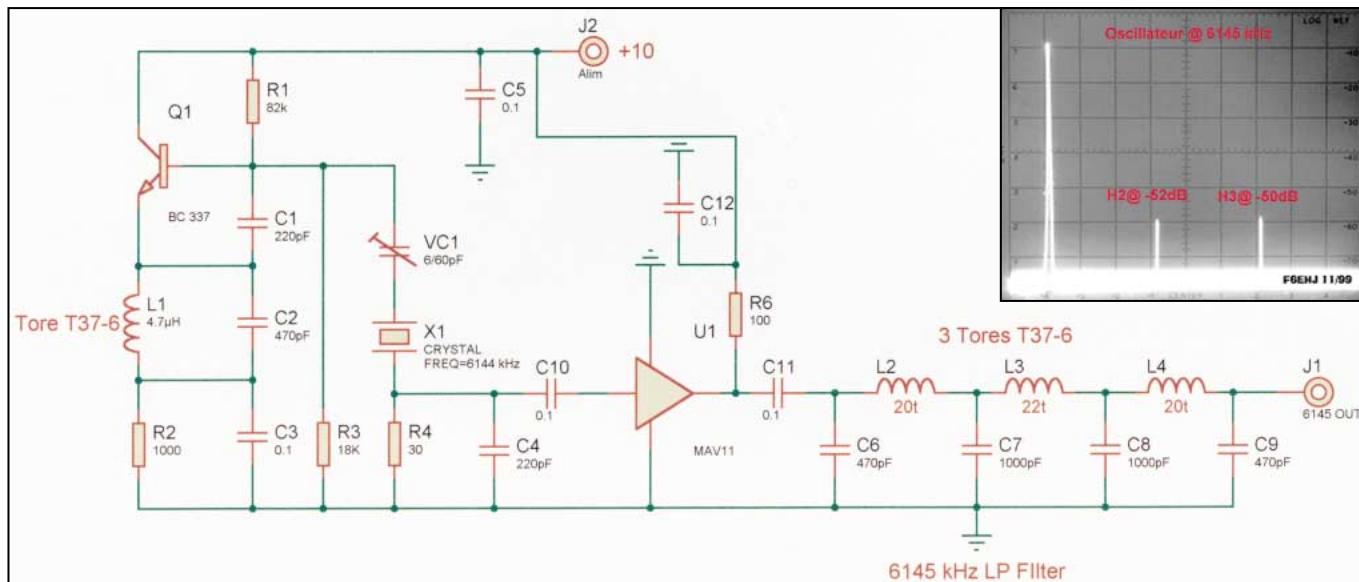 J2
+10
Alim
R1
82k
Q1
BC 337
C5
0.1
C12
0.1
C1
220pF
VC1
6/60pF
L1
4.7µH
Tore T37-6
C2
470pF
X1
CRYSTAL
FREQ=6144 kHz
R6
100
U1
3 Tores T37-6
C10
0.1
C11
0.1
L2
20t
L3
22t
L4
20t
J1
6145 OUT
R2
1000
C3
0.1
R3
18K
R4
30
C4
220pF
MAV11
C6
470pF
C7
1000pF
C8
1000pF
C9
470pF
6145 kHz LP FIlter
LOG REF
Oscillateur @ 6145 kHz
H2@ -52dB
H3@ -50dB
CENTER
F6EHJ 11/99